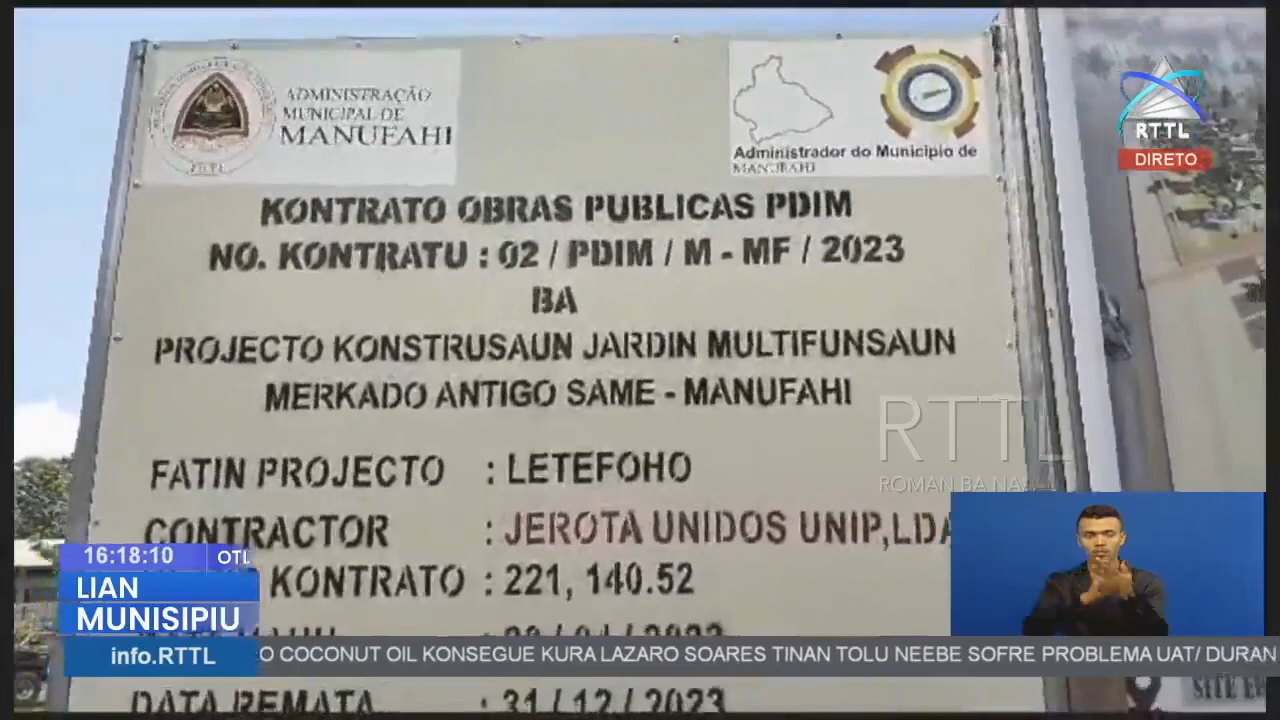 ADMINISTRAÇÃO
MUNICIPAL DE
MANUFAHI
Administrador do Município de
MANUFAHI
RTTL
DIRETO
KONTRATO OBRAS PUBLICAS PDIM
NO. KONTRATU : 02 / PDIM / M - MF / 2023
BA
PROJECTO KONSTRUSAUN JARDIN MULTIFUNSAUN
MERKADO ANTIGO SAME - MANUFAHI
FATIN PROJECTO : LETEFOHO
CONTRACTOR : JEROTA UNIDOS UNIP,LDA
KONTRATO : 221, 140.52
DATA REMATA : 31/12/2023
RTTL
ROMAN BA
16:18:10 OTL
LIAN
MUNISIPIU
info.RTTL
O COCONUT OIL KONSEGUE KURA LAZARO SOARES TINAN TOLU NEEBE SOFRE PROBLEMA UAT/ DURAN
SITE